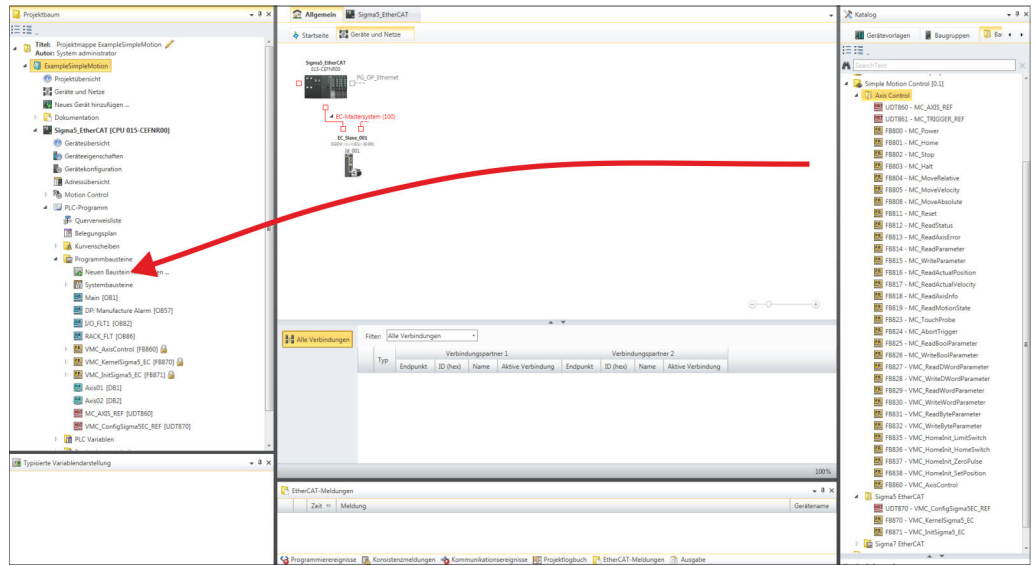 Projektbaum
Titel: Projektmappe ExampleSimpleMotion
Autor: System administrator
ExampleSimpleMotion
Projektübersicht
Geräte und Netze
Neues Gerät hinzufügen ...
Dokumentation
Sigma5_EtherCAT [CPU 015-CEFNR00]
Geräteübersicht
Geräteeigenschaften
Gerätekonfiguration
Adressübersicht
Motion Control
PLC-Programm
Querverweisliste
Belegungsplan
Kurvenscheiben
Programmbausteine
Neuen Baustein
Systembausteine
Main [OB1]
DP: Manufacture Alarm [OB57]
I/O_FLT1 [OB82]
RACK_FLT [OB86]
VMC_AxisControl [FB860]
VMC_KernelSigma5_EC [FB870]
VMC_InitSigma5_EC [FB871]
Axis01 [DB1]
Axis02 [DB2]
MC_AXIS_REF [UDT860]
VMC_ConfigSigma5EC_REF [UDT870]
PLC Variablen
Typisierte Variablendarstellung
Allgemein Sigma5_EtherCAT
Startseite Geräte und Netze
Sigma5_EtherCAT
015-CEFNR00
PG_OP_Ethernet
EC-Mastersystem (100)
EC_Slave_001
Id_001
Alle Verbindungen
Filter: Alle Verbindungen
Typ Verbindungspartner 1 Verbindungspartner 2
Endpunkt ID (hex) Name Aktive Verbindung Endpunkt ID (hex) Name Aktive Verbindung
100%
EtherCAT-Meldungen
Zeit Meldung Gerätename
Programmierereignisse Konsistenzmeldungen Kommunikationsereignisse Projektlogbuch EtherCAT-Meldungen Ausgabe
Katalog
Gerätevorlagen Baugruppen Bau
SearchText
Simple Motion Control [0.1]
Axis Control
UDT860 - MC_AXIS_REF
UDT861 - MC_TRIGGER_REF
FB800 - MC_Power
FB801 - MC_Home
FB802 - MC_Stop
FB803 - MC_Halt
FB804 - MC_MoveRelative
FB805 - MC_MoveVelocity
FB808 - MC_MoveAbsolute
FB811 - MC_Reset
FB812 - MC_ReadStatus
FB813 - MC_ReadAxisError
FB814 - MC_ReadParameter
FB815 - MC_WriteParameter
FB816 - MC_ReadActualPosition
FB817 - MC_ReadActualVelocity
FB818 - MC_ReadAxisInfo
FB819 - MC_ReadMotionState
FB823 - MC_TouchProbe
FB824 - MC_AbortTrigger
FB825 - MC_ReadBoolParameter
FB826 - MC_WriteBoolParameter
FB827 - VMC_ReadDWordParameter
FB828 - VMC_WriteDWordParameter
FB829 - VMC_ReadWordParameter
FB830 - VMC_WriteWordParameter
FB831 - VMC_ReadByteParameter
FB832 - VMC_WriteByteParameter
FB835 - VMC_HomeInit_LimitSwitch
FB836 - VMC_HomeInit_HomeSwitch
FB837 - VMC_HomeInit_ZeroPulse
FB838 - VMC_HomeInit_SetPosition
FB860 - VMC_AxisControl
Sigma5 EtherCAT
UDT870 - VMC_ConfigSigma5EC_REF
FB870 - VMC_KernelSigma5_EC
FB871 - VMC_InitSigma5_EC
Sigma7 EtherCAT